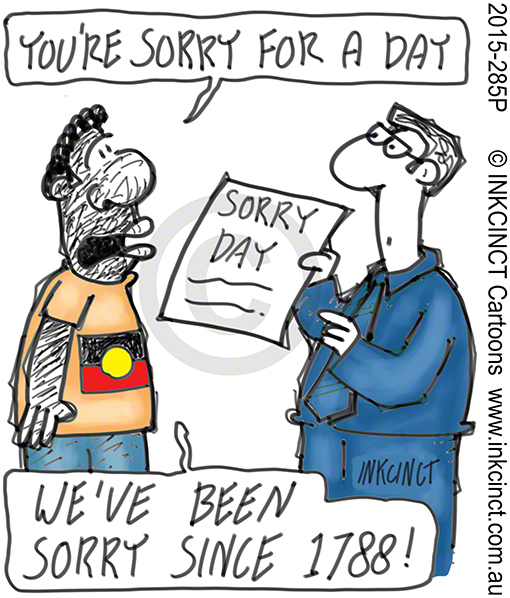 YOU'RE SORRY FOR A DAY
SORRY
DAY
WE'VE BEEN
SORRY SINCE 1788!
INKCINCT
2015-285P © INKCINCT Cartoons www.inkcinct.com.au
©